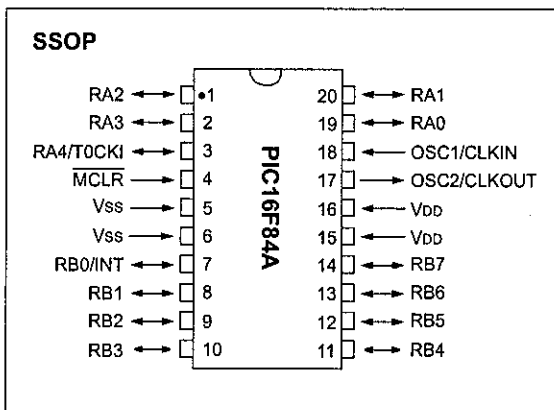 SSOP
RA2 1 20 RA1
RA3 2 19 RA0
RA4/T0CKI 3 18 OSC1/CLKIN
MCLR 4 17 OSC2/CLKOUT
Vss 5 16 VDD
Vss 6 15 VDD
RB0/INT 7 14 RB7
RB1 8 13 RB6
RB2 9 12 RB5
RB3 10 11 RB4
PIC16F84A